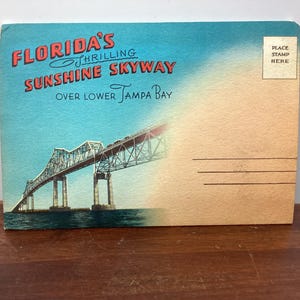 FLORIDA'S
THRILLING
SUNSHINE SKYWAY
OVER LOWER TAMPA BAY
PLACE
STAMP
HERE